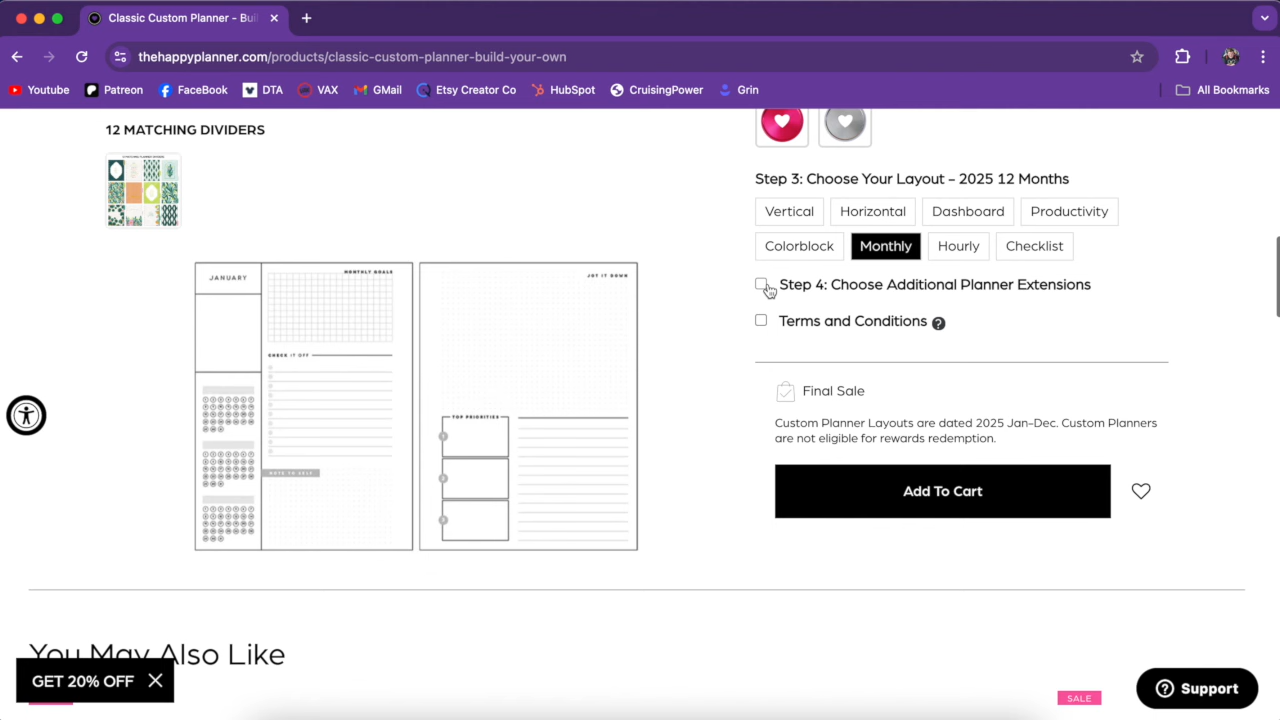 Classic Custom Planner - Bui
thehappyplanner.com/products/classic-custom-planner-build-your-own
Youtube
Patreon
FaceBook
DTA
VAX
GMail
Etsy Creator Co
HubSpot
CruisingPower
Grin
All Bookmarks
12 MATCHING DIVIDERS
Step 3: Choose Your Layout - 2025 12 Months
Vertical
Horizontal
Dashboard
Productivity
Colorblock
Monthly
Hourly
Checklist
Step 4: Choose Additional Planner Extensions
Terms and Conditions ?
Final Sale
Custom Planner Layouts are dated 2025 Jan-Dec. Custom Planners
are not eligible for rewards redemption.
Add To Cart
JANUARY
MONTHLY GOALS
CHECK IT OFF
NOTE TO SELF
JOT IT DOWN
TOP PRIORITIES
You May Also Like
GET 20% OFF
SALE
Support